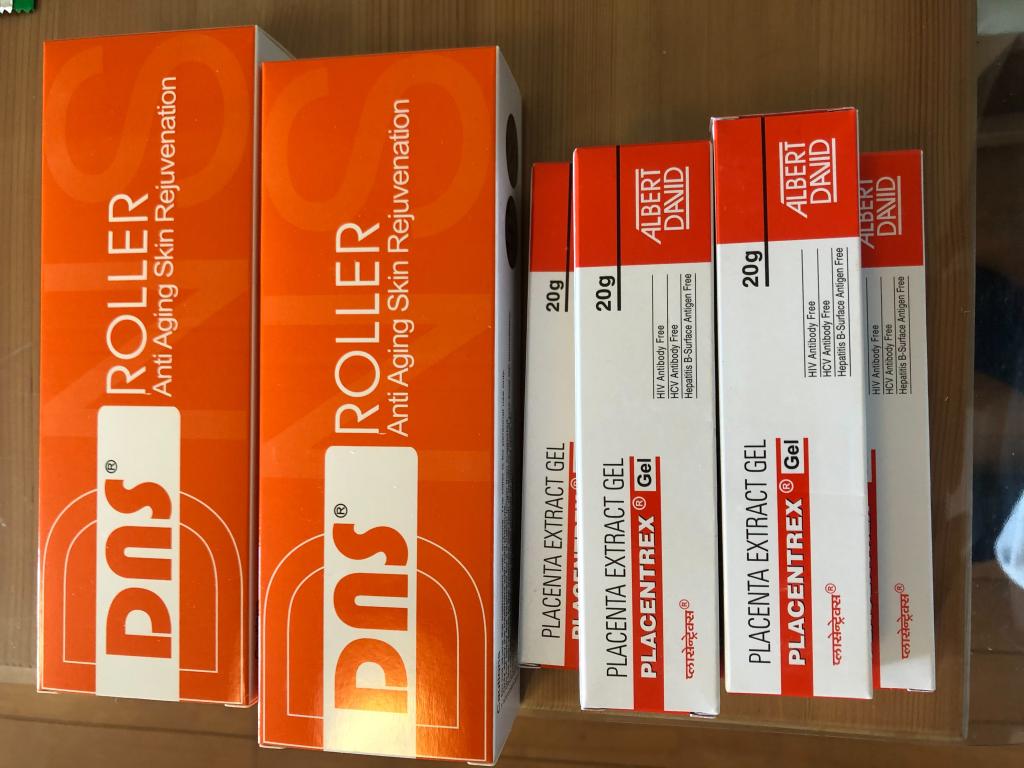 DNS® ROLLER
Anti Aging Skin Rejuvenation
DNS® ROLLER
Anti Aging Skin Rejuvenation
20g
PLACENTA EXTRACT GEL
ALBERT
DAVID
20g
HIV Antibody Free
HCV Antibody Free
Hepatitis B-Surface Antigen Free
PLACENTA EXTRACT GEL
PLACENTREX® Gel
प्लासेन्ट्रेक्स®
ALBERT
DAVID
20g
HIV Antibody Free
HCV Antibody Free
Hepatitis B-Surface Antigen Free
PLACENTA EXTRACT GEL
PLACENTREX® Gel
प्लासेन्ट्रेक्स®
ALBERT
DAVID
HIV Antibody Free
HCV Antibody Free
Hepatitis B-Surface Antigen Free
प्लासेन्ट्रेक्स®